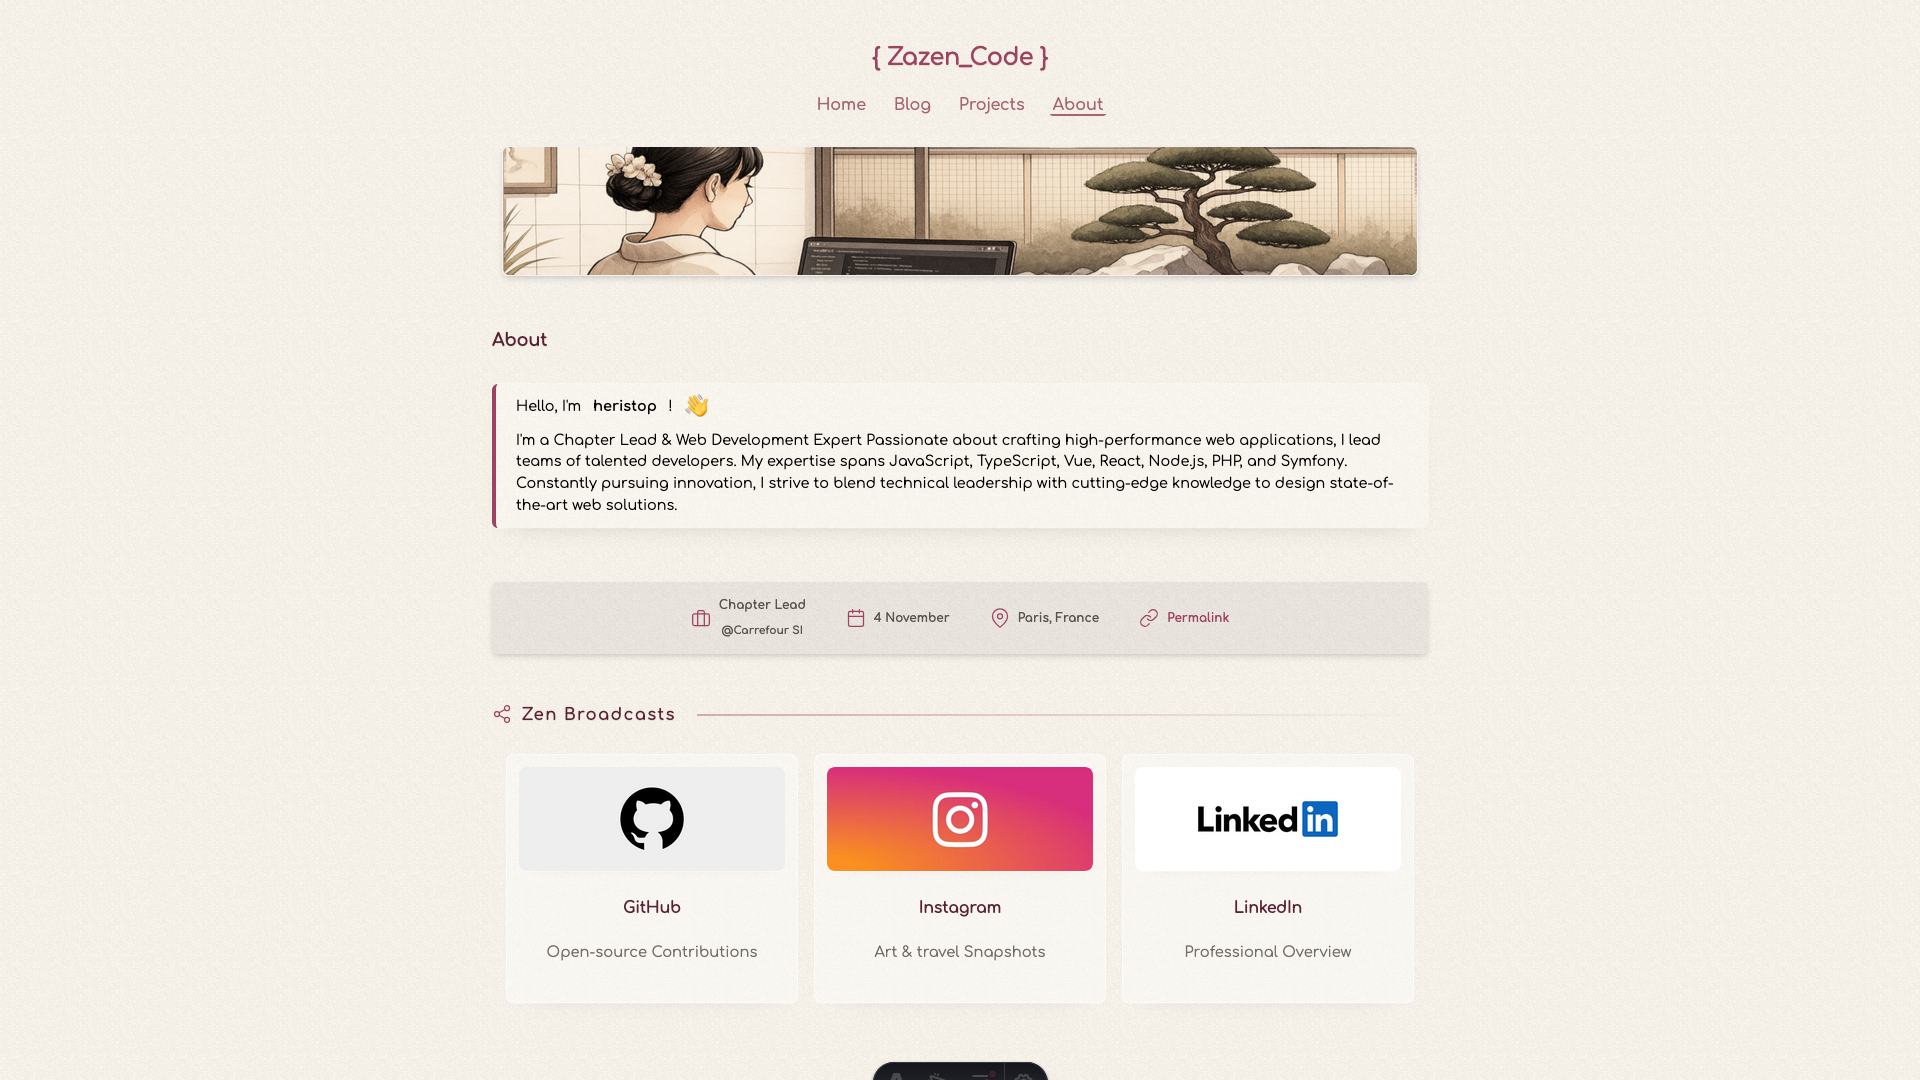 { Zazen_Code }
Home Blog Projects About
About
Hello, I'm heristop ! 👋
I'm a Chapter Lead & Web Development Expert Passionate about crafting high-performance web applications, I lead
teams of talented developers. My expertise spans JavaScript, TypeScript, Vue, React, Node.js, PHP, and Symfony.
Constantly pursuing innovation, I strive to blend technical leadership with cutting-edge knowledge to design state-of-
the-art web solutions.
Chapter Lead
@Carrefour SI
4 November
Paris, France
Permalink
Zen Broadcasts
Linked in
GitHub
Open-source Contributions
Instagram
Art & travel Snapshots
LinkedIn
Professional Overview